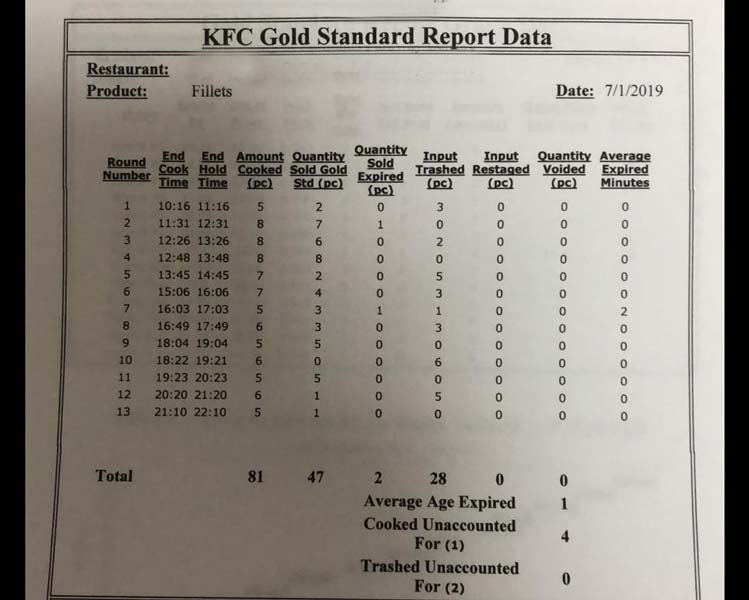 KFC Gold Standard Report Data
Restaurant:
Product: Fillets Date: 7/1/2019
Round Number End Cook Time End Hold Time Amount Cooked (pc) Quantity Sold Gold Std (pc) Quantity Sold Expired (pc) Input Trashed (pc) Input Restaged (pc) Quantity Voided (pc) Average Expired Minutes
1 10:16 11:16 5 2 0 3 0 0 0
2 11:31 12:31 8 7 1 0 0 0 0
3 12:26 13:26 8 6 0 2 0 0 0
4 12:48 13:48 8 8 0 0 0 0 0
5 13:45 14:45 7 2 0 5 0 0 0
6 15:06 16:06 7 4 0 3 0 0 0
7 16:03 17:03 5 3 1 1 0 0 2
8 16:49 17:49 6 3 0 3 0 0 0
9 18:04 19:04 5 5 0 0 0 0 0
10 18:22 19:21 6 0 0 6 0 0 0
11 19:23 20:23 5 5 0 0 0 0 0
12 20:20 21:20 6 1 0 5 0 0 0
13 21:10 22:10 5 1 0 0 0 0 0
Total 81 47 2 28 0 0
Average Age Expired 1
Cooked Unaccounted
For (1) 4
Trashed Unaccounted
For (2) 0